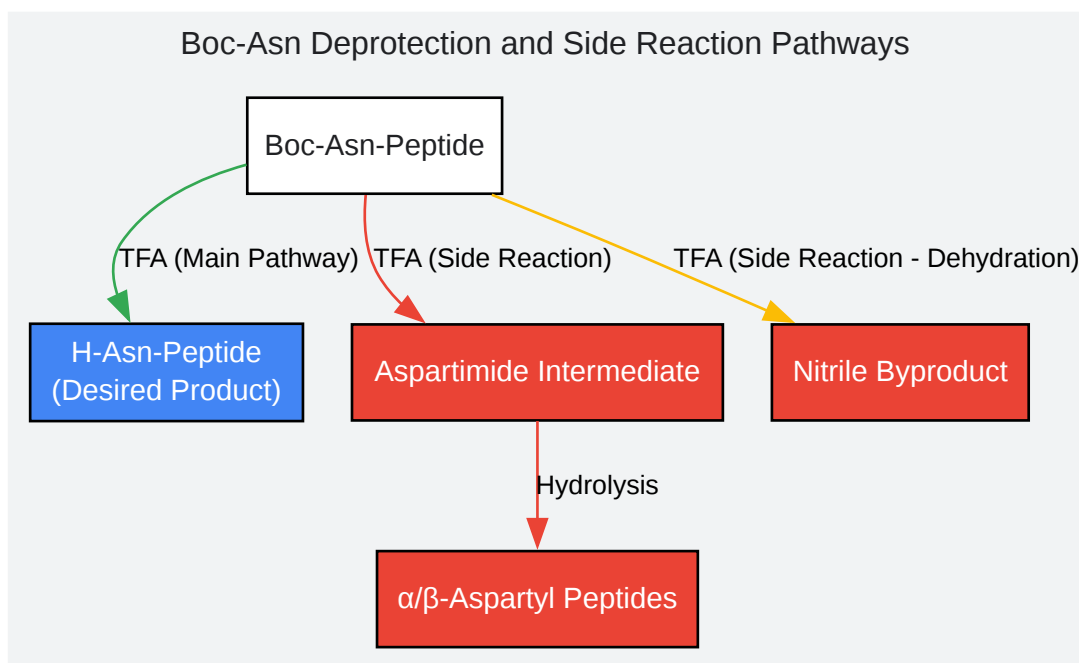 Boc-Asn Deprotection and Side Reaction Pathways
Boc-Asn-Peptide
TFA (Main Pathway)
TFA (Side Reaction)
TFA (Side Reaction - Dehydration)
H-Asn-Peptide
(Desired Product)
Aspartimide Intermediate
Nitrile Byproduct
Hydrolysis
α/β-Aspartyl Peptides